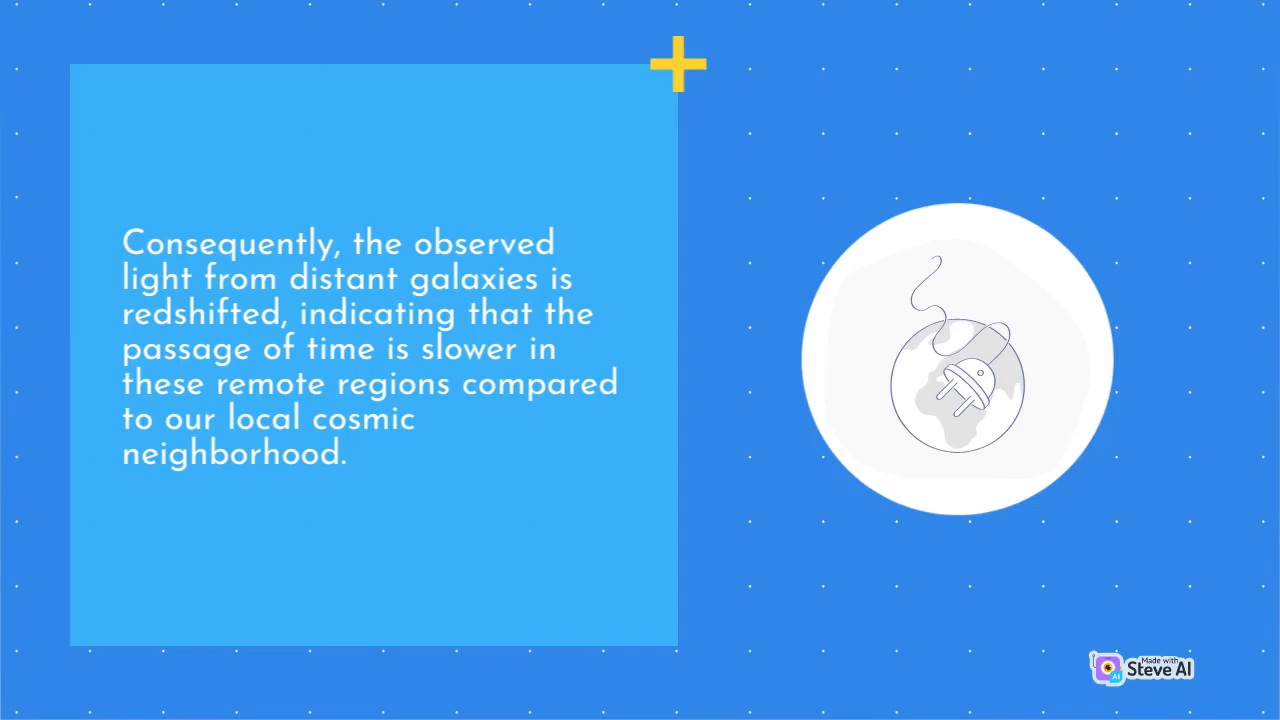 Consequently, the observed
light from distant galaxies is
redshifted, indicating that the
passage of time is slower in
these remote regions compared
to our local cosmic
neighborhood.
Made with
Steve AI
AI